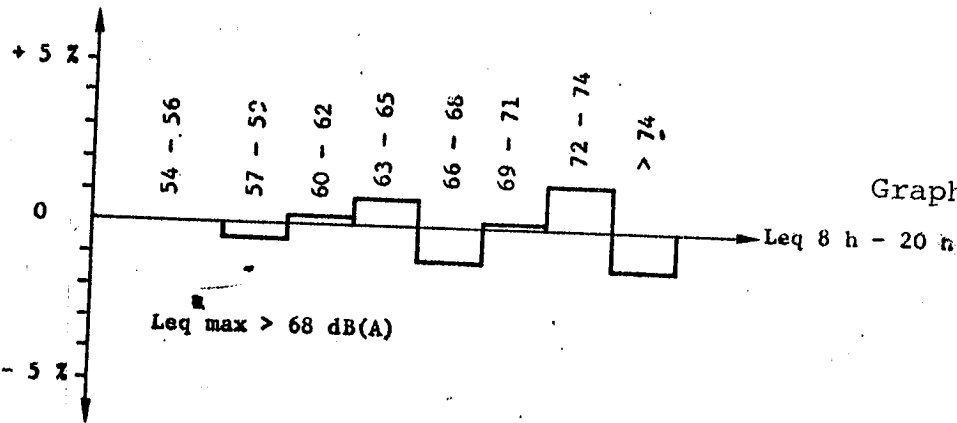 + 5 %
54 - 56
57 - 59
60 - 62
63 - 65
66 - 68
69 - 71
72 - 74
> 74
Graph
0
Leq 8 h - 20 h
Leq max > 68 dB(A)
- 5 %